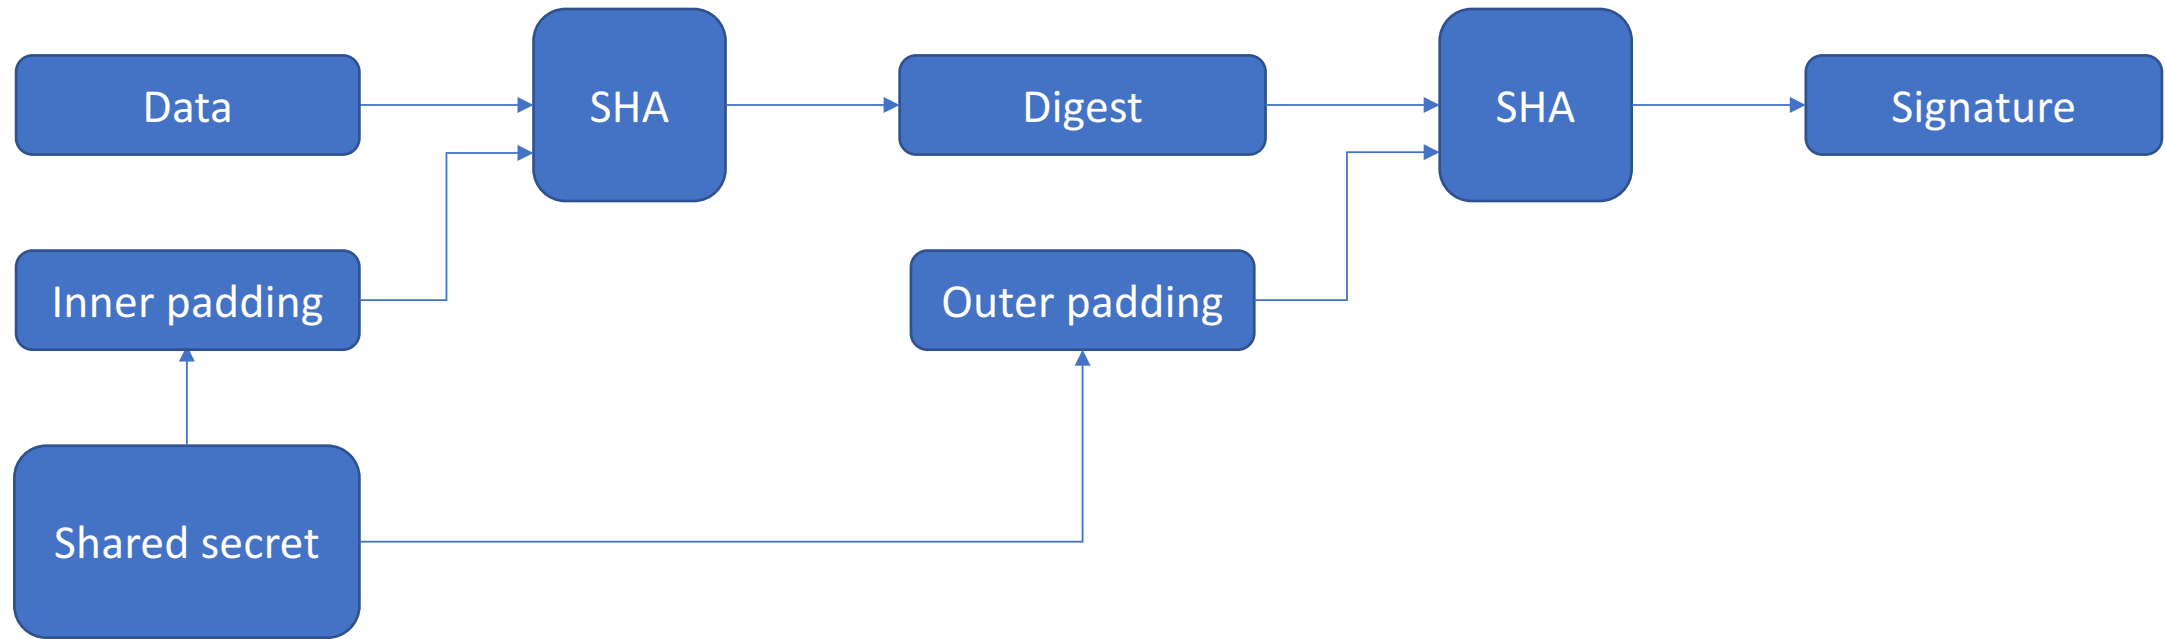 Data
SHA
Digest
SHA
Signature
Inner padding
Outer padding
Shared secret